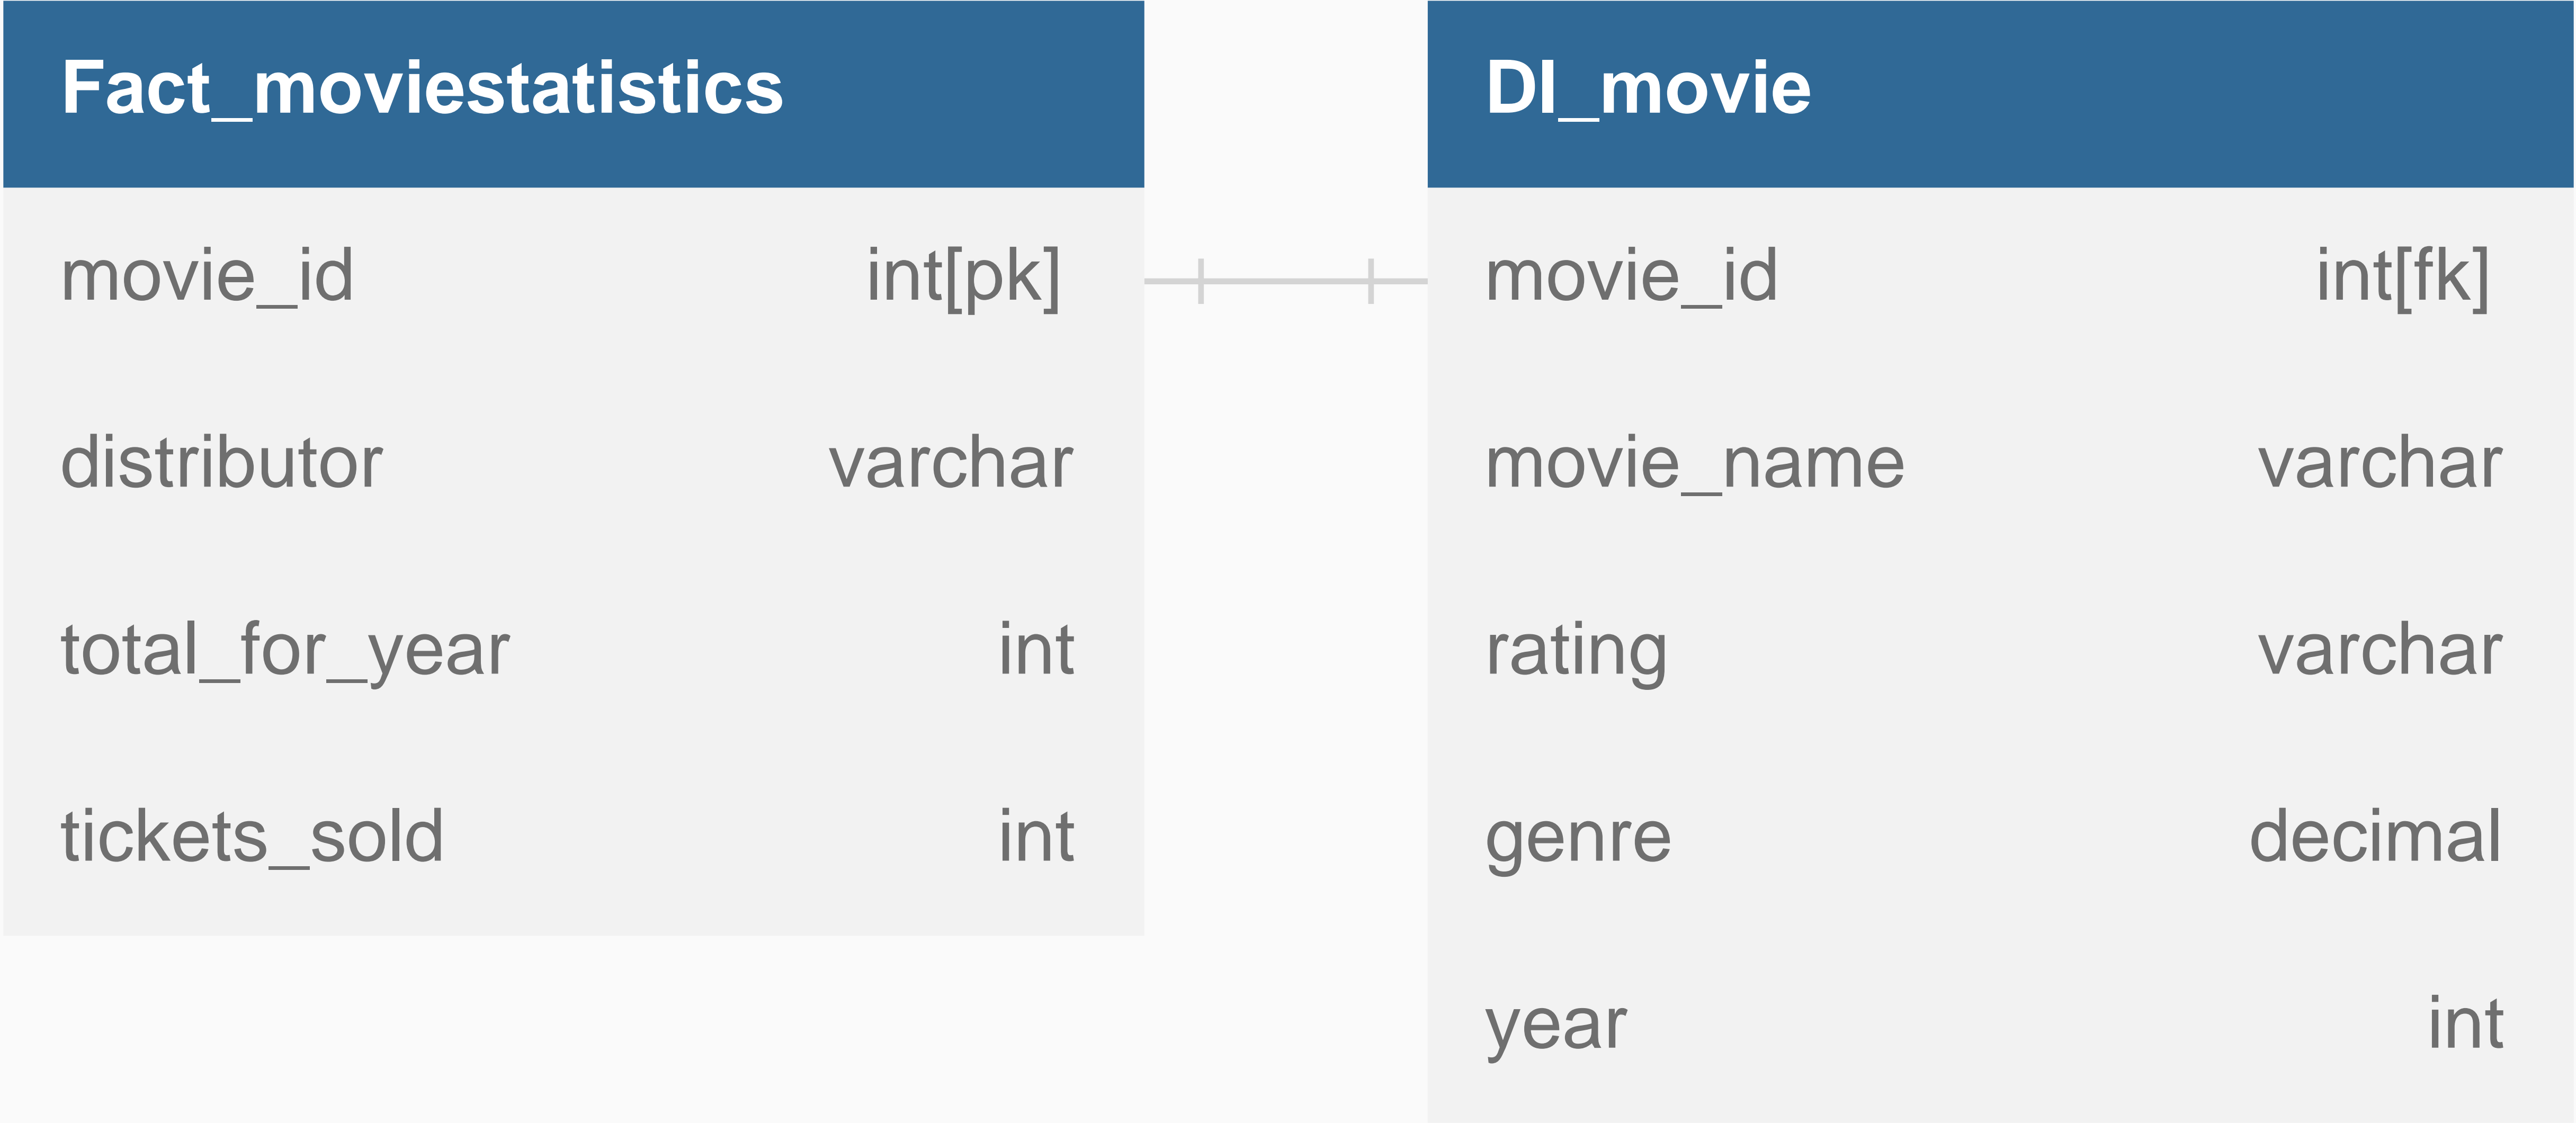 Fact_moviestatistics
movie_id int[pk]
distributor varchar
total_for_year int
tickets_sold int
DI_movie
movie_id int[fk]
movie_name varchar
rating varchar
genre decimal
year int